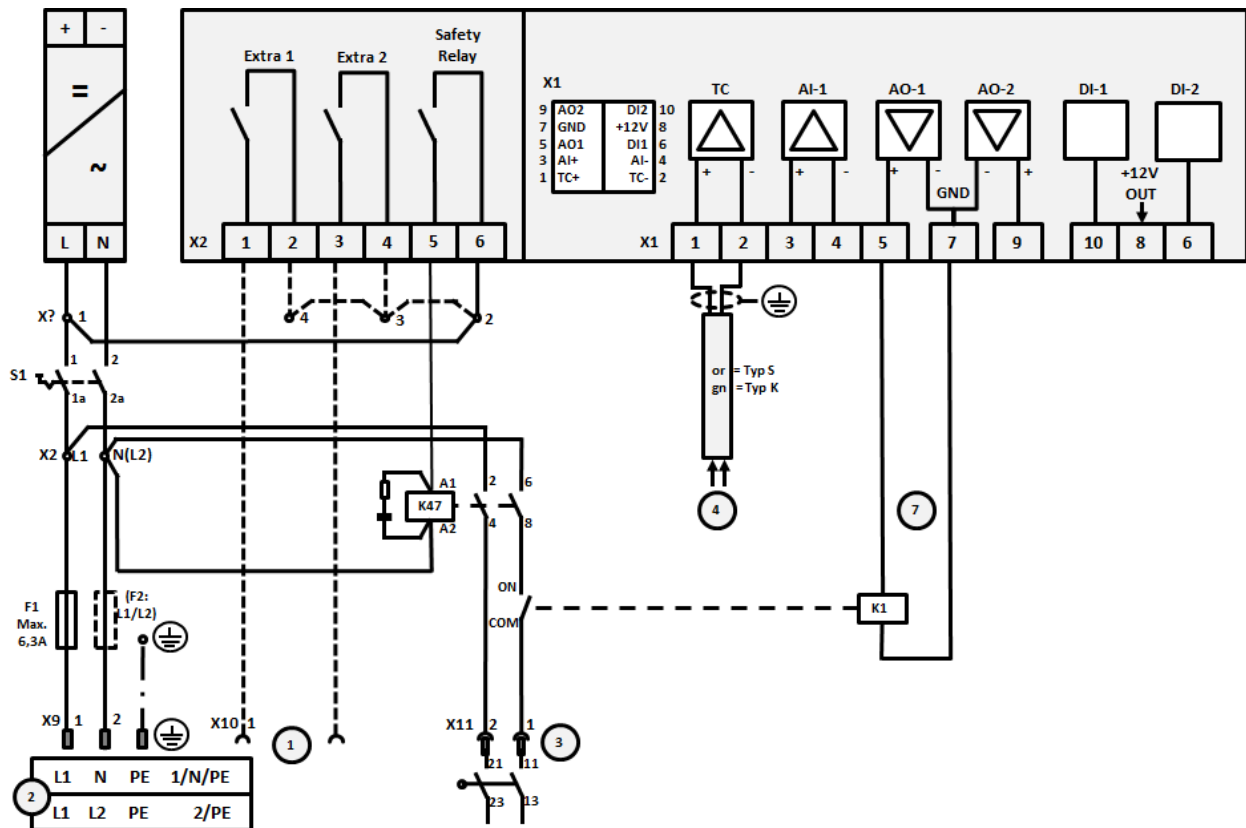 + -
=
~
L N
Extra 1
Extra 2
Safety
Relay
X2 1 2 3 4 5 6
X1
9 AO2 DI2 10
7 GND +12V 8
5 AO1 DI1 6
3 AI+ AI- 4
1 TC+ TC- 2
TC AI-1 AO-1 AO-2 DI-1 DI-2
+ - + - + - - +
GND
+12V
OUT
X1 1 2 3 4 5 7 9 10 8 6
X? 1
4 3 2
1 2
S1
1a 2a
or = Typ S
gn = Typ K
X2 L1 N(L2)
A1 2 6
K47
A2 4 8
4
7
ON
COM
K1
F1
Max.
6,3A
(F2:
L1/L2)
X9 1 2
X10 1
1
X11 2 1
3
21 11
23 13
2
L1 N PE 1/N/PE
L1 L2 PE 2/PE